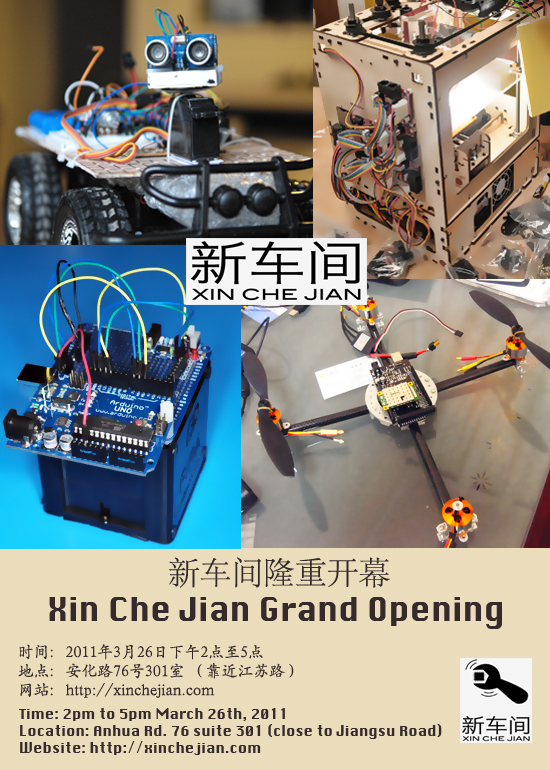 新车间
XIN CHE JIAN
Arduino
UNO
新车间隆重开幕
Xin Che Jian Grand Opening
时间： 2011年3月26日下午2点至5点
地点： 安化路76号301室 （靠近江苏路）
网站： http://xinchejian.com
Time: 2pm to 5pm March 26th, 2011
Location: Anhua Rd. 76 suite 301 (close to Jiangsu Road)
Website: http://xinchejian.com
新车间
XIN CHE JIAN